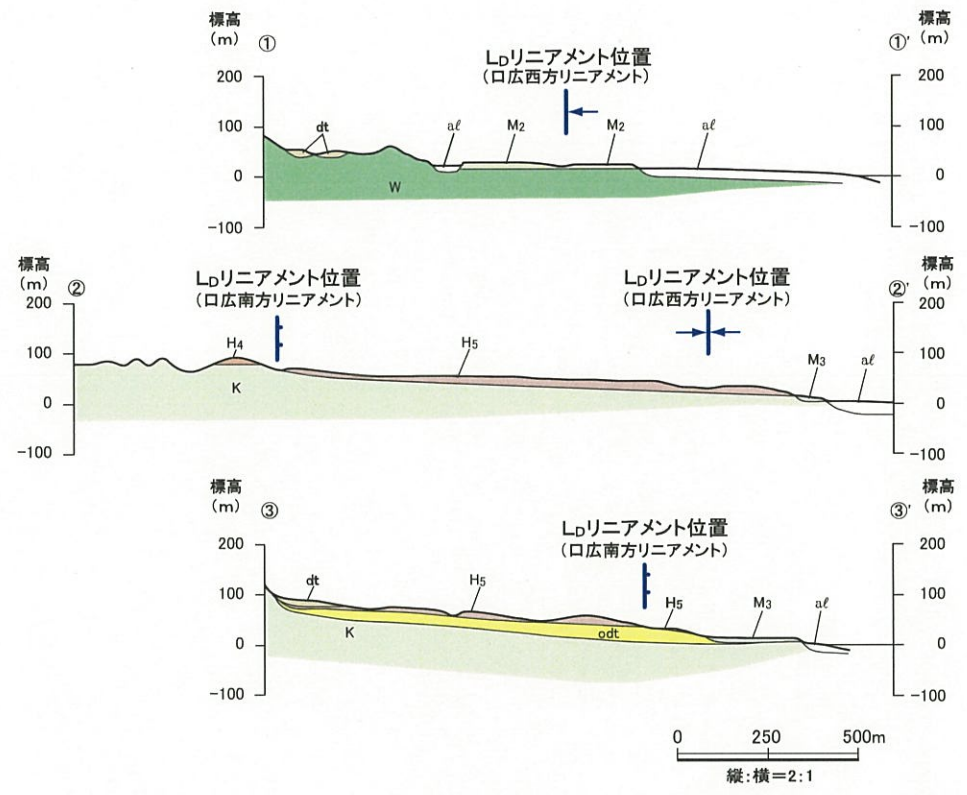 標高
（m）
①
LDリニアメント位置
（口広西方リニアメント）
①'
標高
（m）
200
100
0
-100
dt
aℓ
M2
M2
aℓ
W
200
100
0
-100
標高
（m）
②
LDリニアメント位置
（口広南方リニアメント）
LDリニアメント位置
（口広西方リニアメント）
②'
標高
（m）
200
100
0
-100
H4
H5
M3
aℓ
K
200
100
0
-100
標高
（m）
③
LDリニアメント位置
（口広南方リニアメント）
③'
標高
（m）
200
100
0
-100
dt
H5
H5
M3
aℓ
K
odt
200
100
0
-100
0 250 500m
縦：横＝2：1